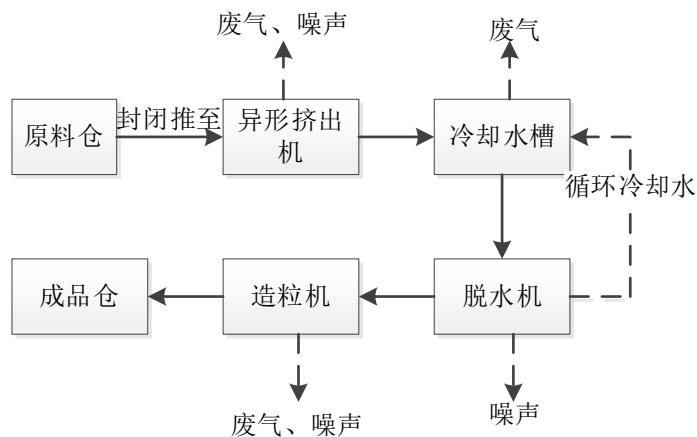 废气、噪声
废气
原料仓
封闭推至
异形挤出
机
冷却水槽
循环冷却水
成品仓
造粒机
脱水机
废气、噪声
噪声